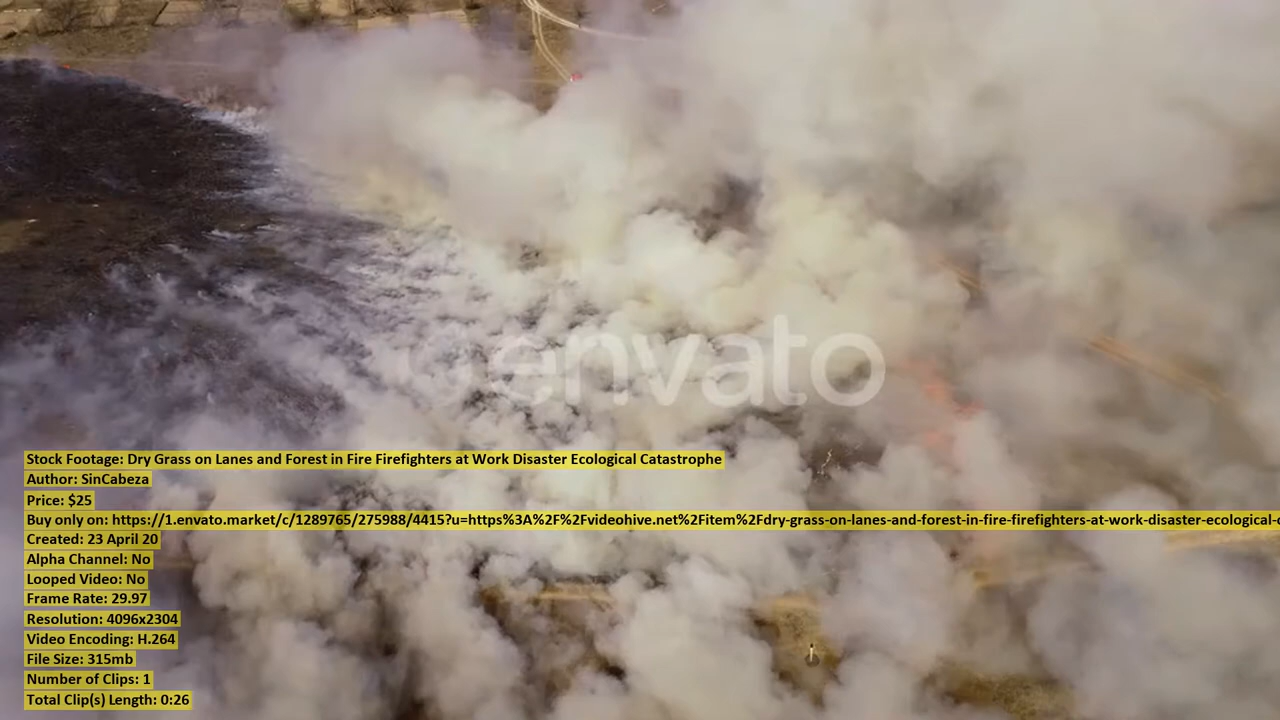 envato
Stock Footage: Dry Grass on Lanes and Forest in Fire Firefighters at Work Disaster Ecological Catastrophe
Author: SinCabeza
Price: $25
Buy only on: https://1.envato.market/c/1289765/275988/4415?u=https%3A%2F%2Fvideohive.net%2Fitem%2Fdry-grass-on-lanes-and-forest-in-fire-firefighters-at-work-disaster-ecological-c
Created: 23 April 20
Alpha Channel: No
Looped Video: No
Frame Rate: 29.97
Resolution: 4096x2304
Video Encoding: H.264
File Size: 315mb
Number of Clips: 1
Total Clip(s) Length: 0:26